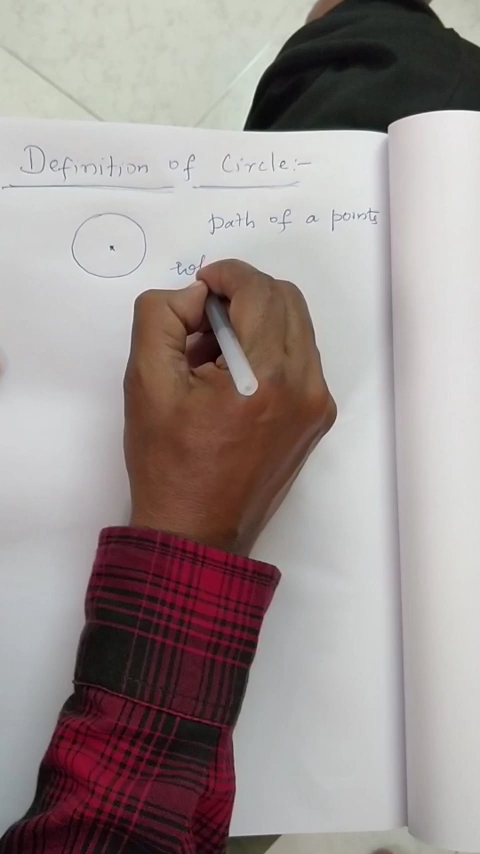 Definition of Circle:-
path of a points